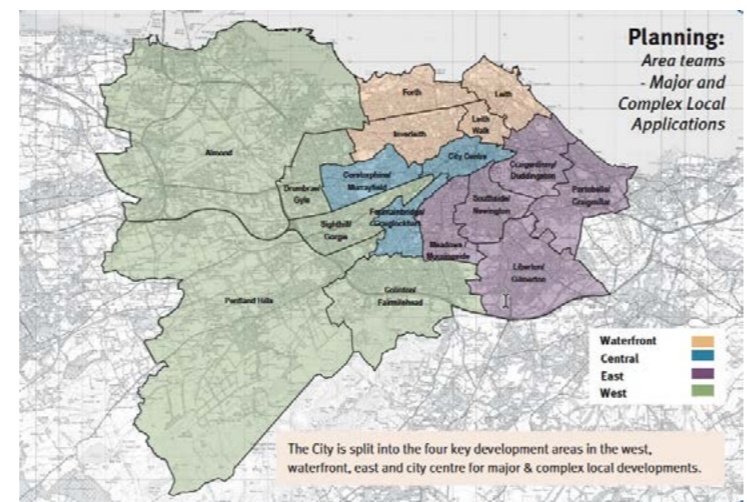 Planning:
Area teams
- Major and
Complex Local
Applications
Forth
Leith
Leith
Walk
Inverleith
Almond
City Centre
Craigentinny/
Duddingston
Corstorphine/
Murrayfield
Drumbrae/
Gyle
Portobello/
Craigmillar
Southside/
Newington
Fountainbridge/
Craiglockhart
Sighthill/
Gorgie
Meadows/
Morningside
Liberton/
Gilmerton
Pentland Hills
Colinton/
Fairmilehead
Waterfront
Central
East
West
The City is split into the four key development areas in the west,
waterfront, east and city centre for major & complex local developments.